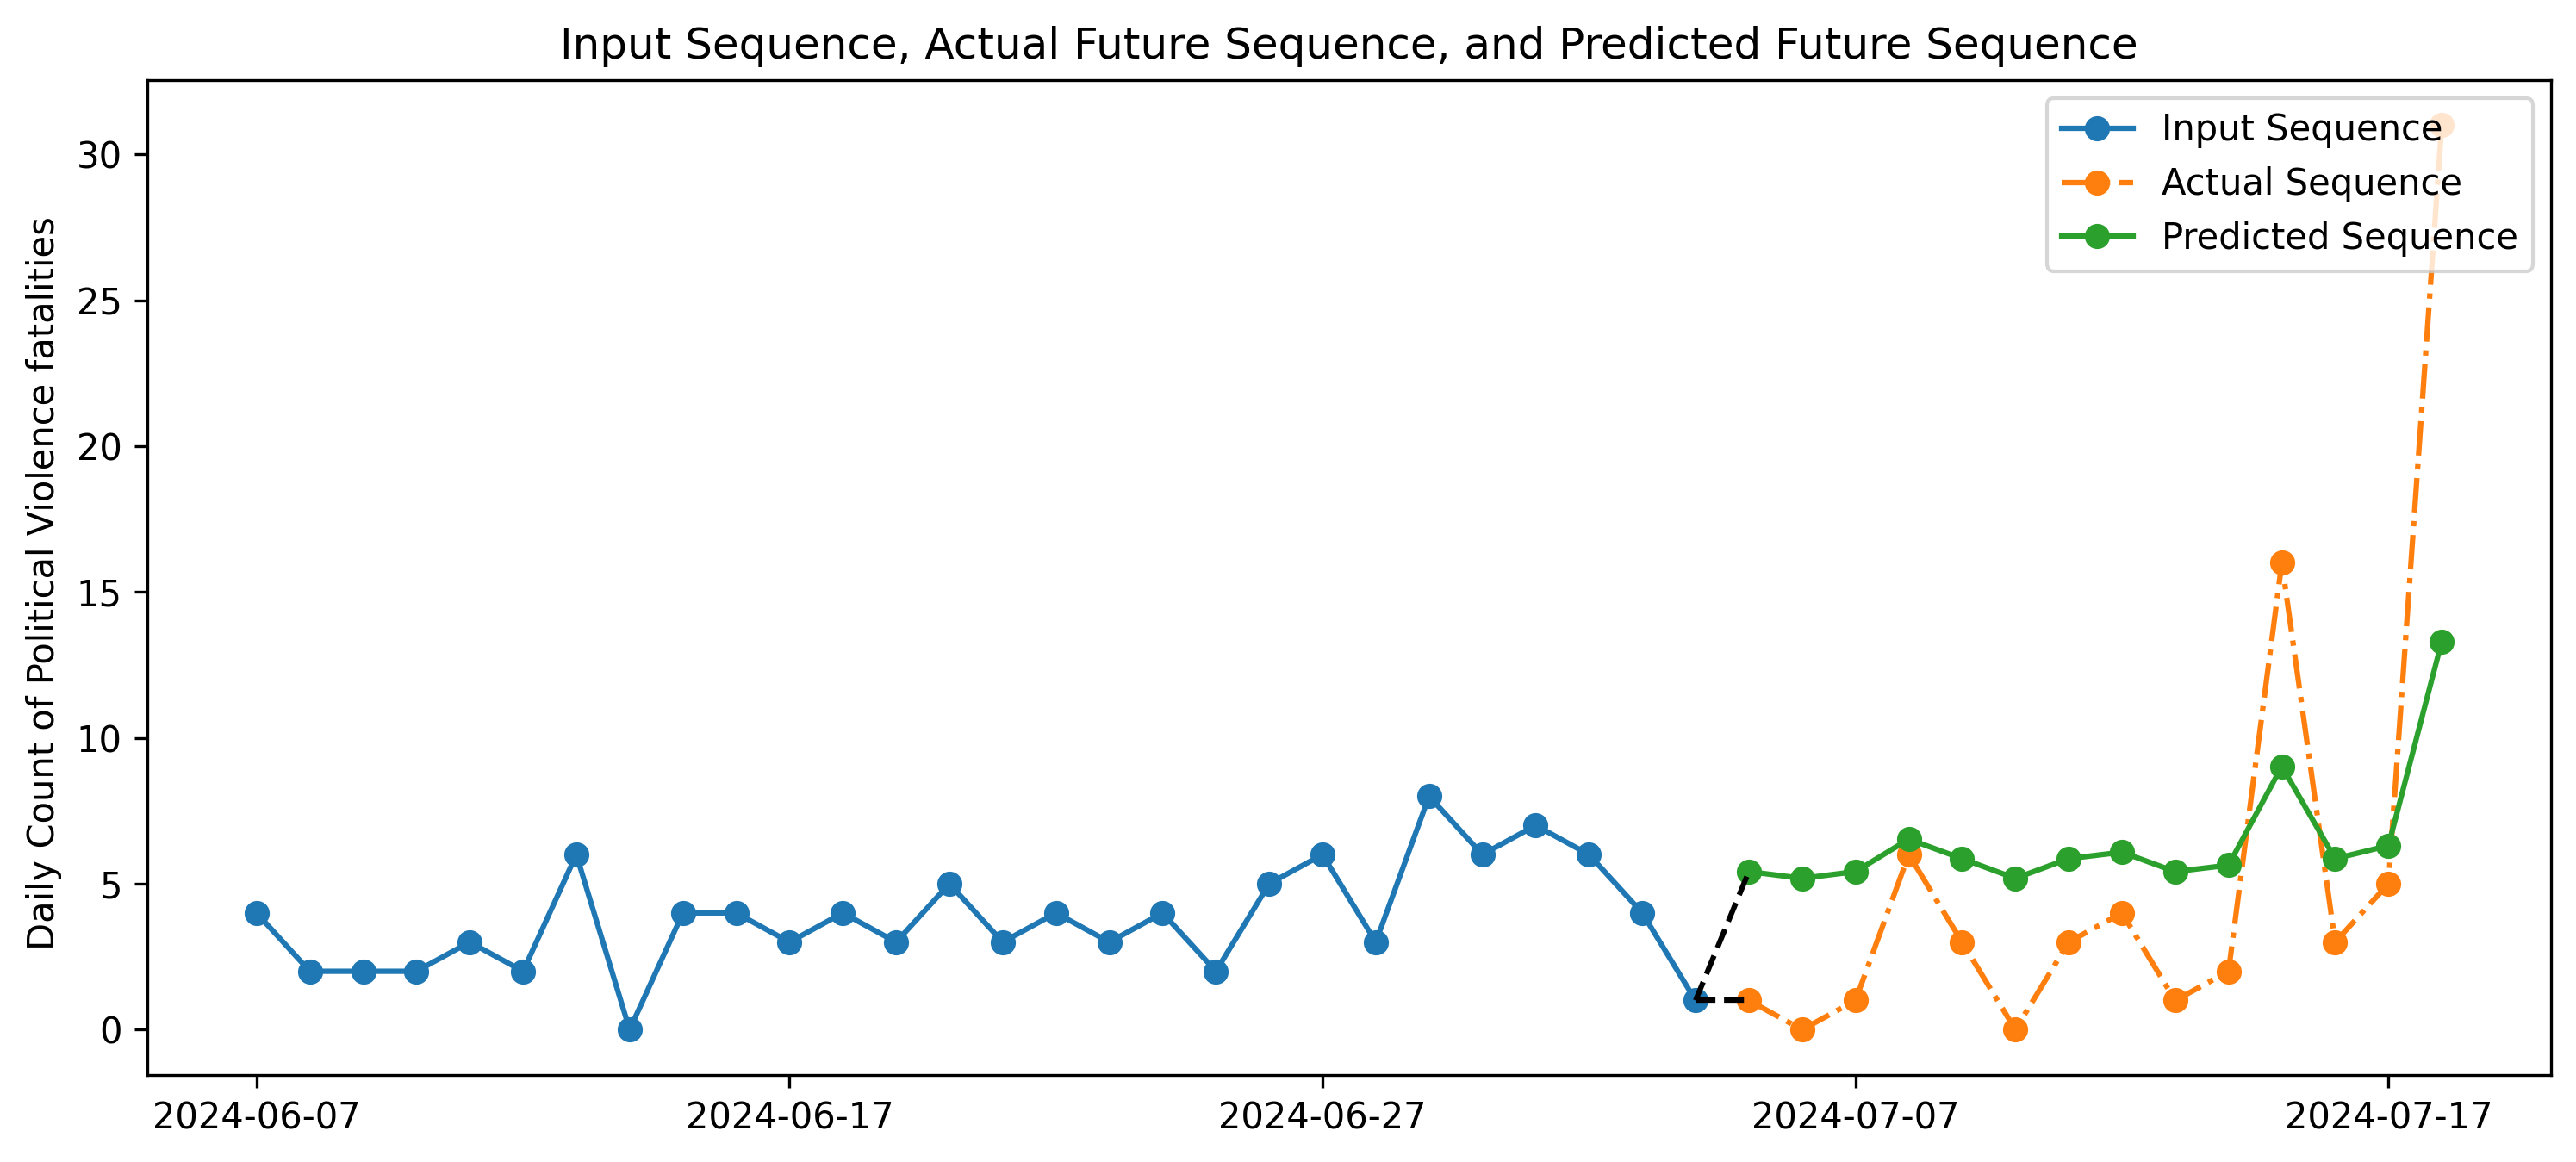 Input Sequence, Actual Future Sequence, and Predicted Future Sequence
Daily Count of Political Violence fatalities
30
25
20
15
10
5
0
Input Sequence
Actual Sequence
Predicted Sequence
2024-06-07
2024-06-17
2024-06-27
2024-07-07
2024-07-17